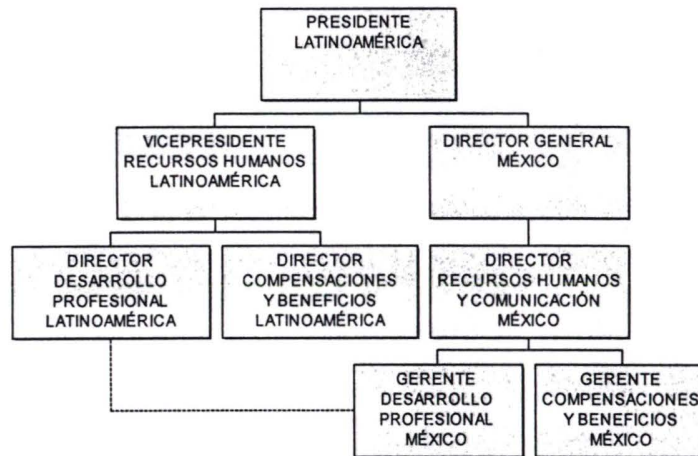 PRESIDENTE
LATINOAMÉRICA
VICEPRESIDENTE
RECURSOS HUMANOS
LATINOAMÉRICA
DIRECTOR GENERAL
MÉXICO
DIRECTOR
DESARROLLO
PROFESIONAL
LATINOAMÉRICA
DIRECTOR
COMPENSACIONES
Y BENEFICIOS
LATINOAMÉRICA
DIRECTOR
RECURSOS HUMANOS
Y COMUNICACIÓN
MÉXICO
GERENTE
DESARROLLO
PROFESIONAL
MÉXICO
GERENTE
COMPENSACIONES
Y BENEFICIOS
MÉXICO